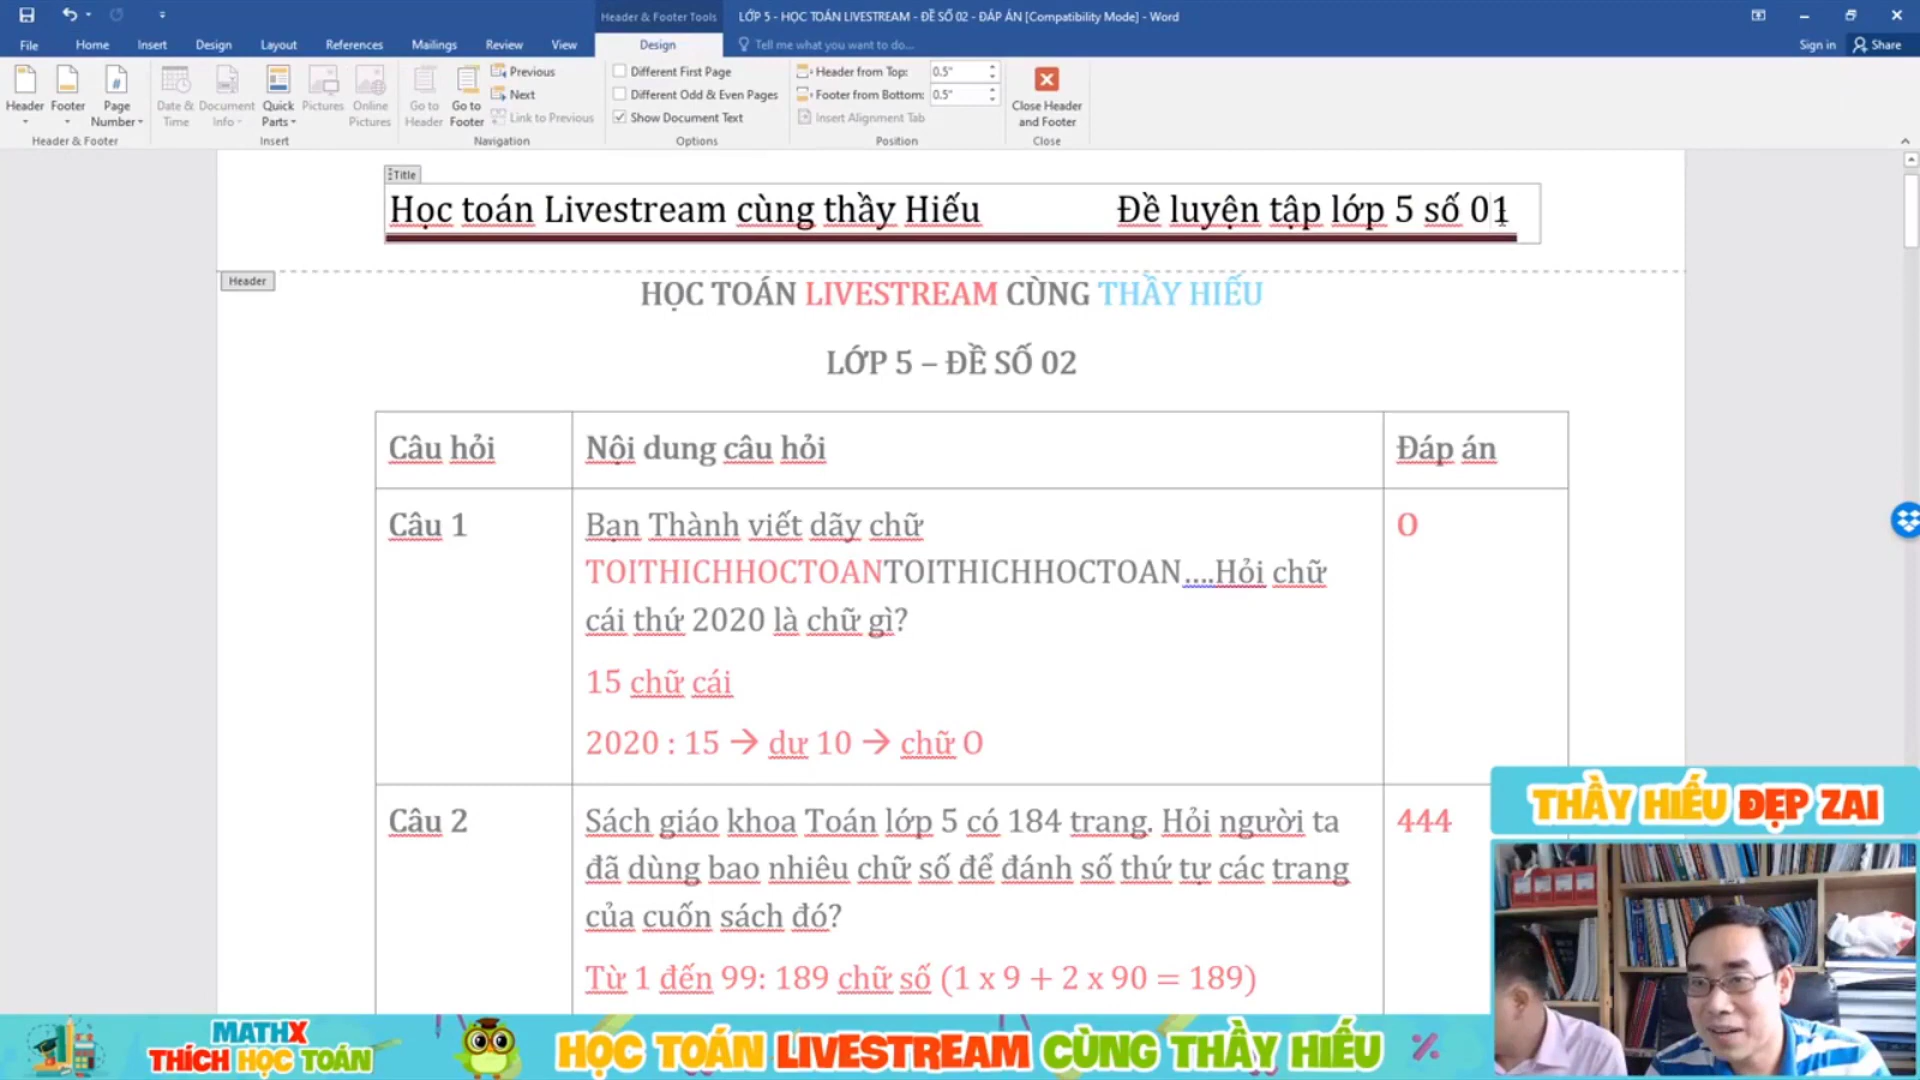 Header & Footer Tools
LỚP 5 - HỌC TOÁN LIVESTREAM - ĐỀ SỐ 02 - ĐÁP ÁN [Compatibility Mode] - Word
File Home Insert Design Layout References Mailings Review View Design Tell me what you want to do... Sign in Share
Header
Footer
Page Number
Header & Footer
Date & Time
Document Info
Quick Parts
Pictures
Online Pictures
Insert
Go to Header
Go to Footer
Previous
Next
Link to Previous
Navigation
Different First Page
Different Odd & Even Pages
Show Document Text
Options
Header from Top: 0.5"
Footer from Bottom: 0.5"
Insert Alignment Tab
Position
Close Header and Footer
Close
Title
Học toán Livestream cùng thầy Hiếu Đề luyện tập lớp 5 số 01
Header
HỌC TOÁN LIVESTREAM CÙNG THẦY HIẾU
LỚP 5 – ĐỀ SỐ 02
Câu hỏi Nội dung câu hỏi Đáp án
Câu 1 Bạn Thành viết dãy chữ O
TOITHICHHOCTOANTOITHICHHOCTOAN....Hỏi chữ
cái thứ 2020 là chữ gì?
15 chữ cái
2020 : 15 → dư 10 → chữ O
Câu 2 Sách giáo khoa Toán lớp 5 có 184 trang. Hỏi người ta 444
đã dùng bao nhiêu chữ số để đánh số thứ tự các trang
của cuốn sách đó?
Từ 1 đến 99: 189 chữ số (1 x 9 + 2 x 90 = 189)
THẦY HIẾU ĐẸP ZAI
MATHX
THÍCH HỌC TOÁN
HỌC TOÁN LIVESTREAM CÙNG THẦY HIẾU